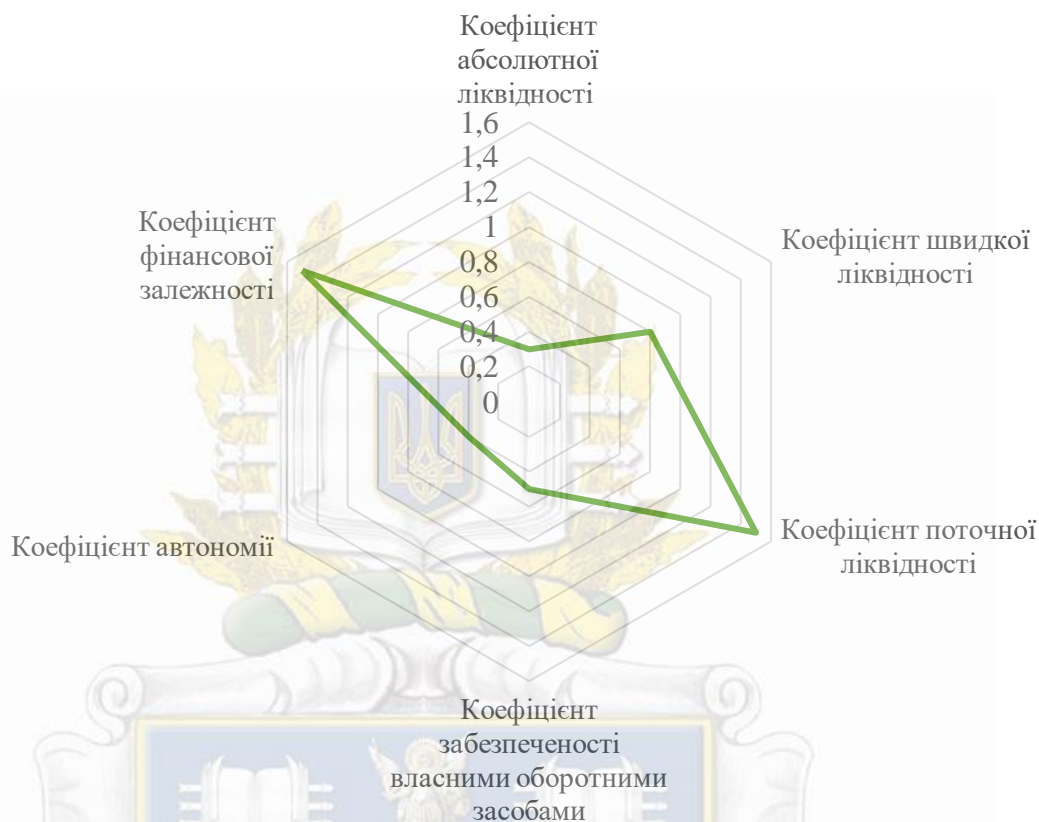 Коефіцієнт
абсолютної
ліквідності
1,6
1,4
1,2
1
0,8
0,6
0,4
0,2
0
Коефіцієнт швидкої
ліквідності
Коефіцієнт поточної
ліквідності
Коефіцієнт
забезпеченості
власними оборотними
засобами
Коефіцієнт автономії
Коефіцієнт
фінансової
залежності